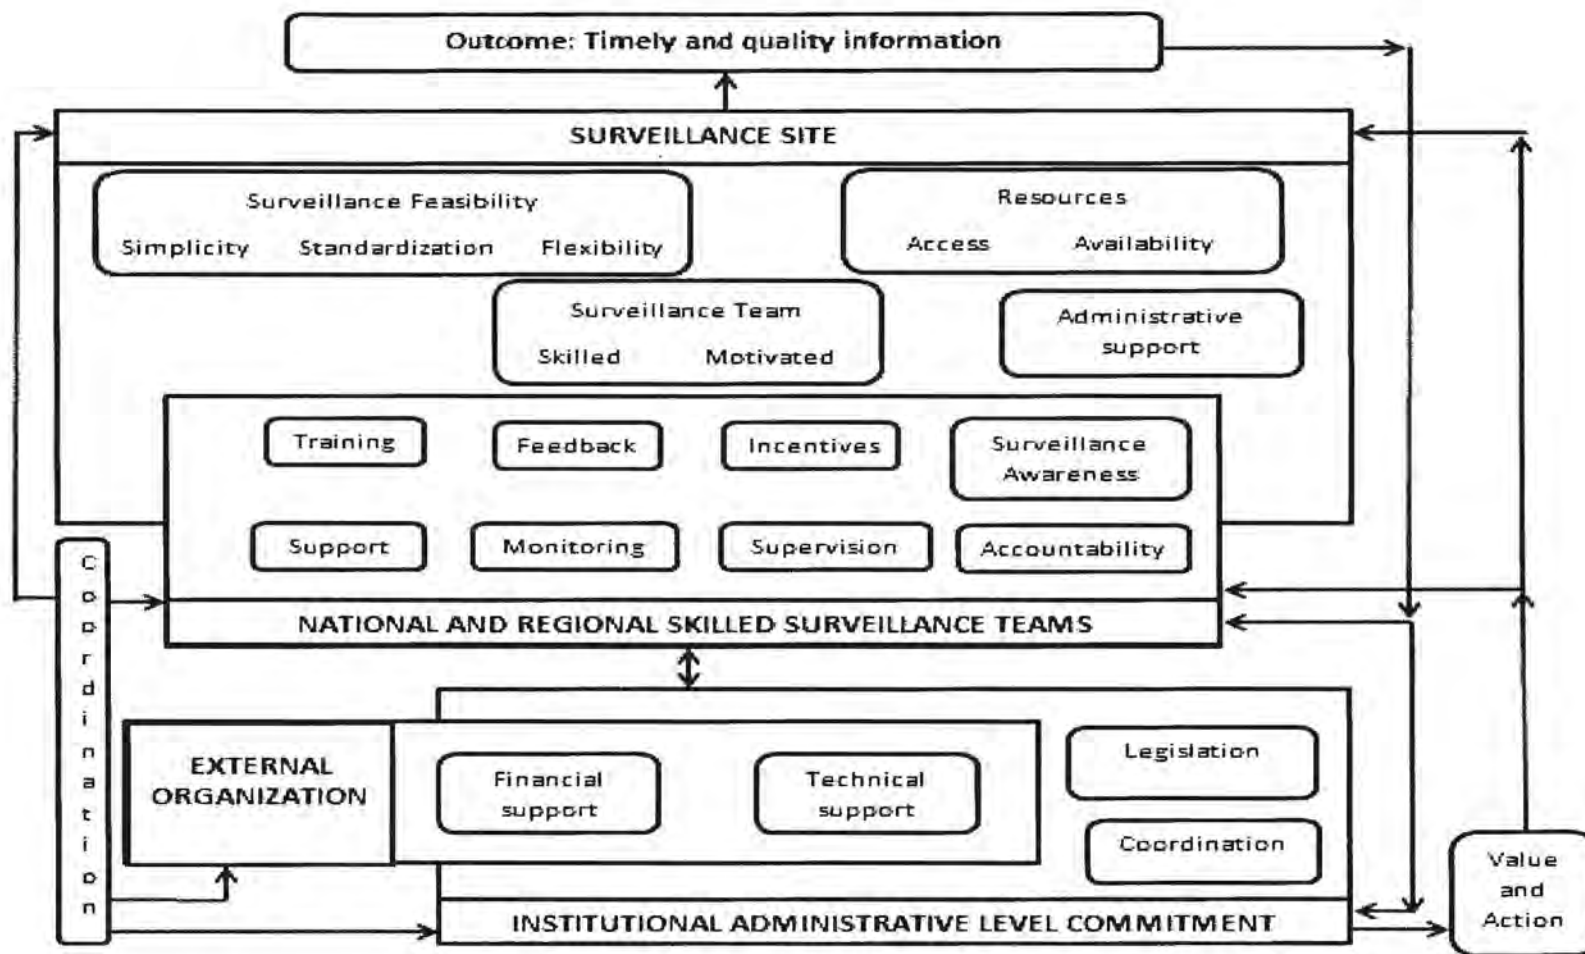 Outcome: Timely and quality information
SURVEILLANCE SITE
Surveillance Feasibility
Simplicity Standardization Flexibility
Resources
Access Availability
Surveillance Team
Skilled Motivated
Administrative
support
Training
Feedback
Incentives
Surveillance
Awareness
Support
Monitoring
Supervision
Accountability
NATIONAL AND REGIONAL SKILLED SURVEILLANCE TEAMS
Coordination
EXTERNAL
ORGANIZATION
Financial
support
Technical
support
Legislation
Coordination
INSTITUTIONAL ADMINISTRATIVE LEVEL COMMITMENT
Value
and
Action